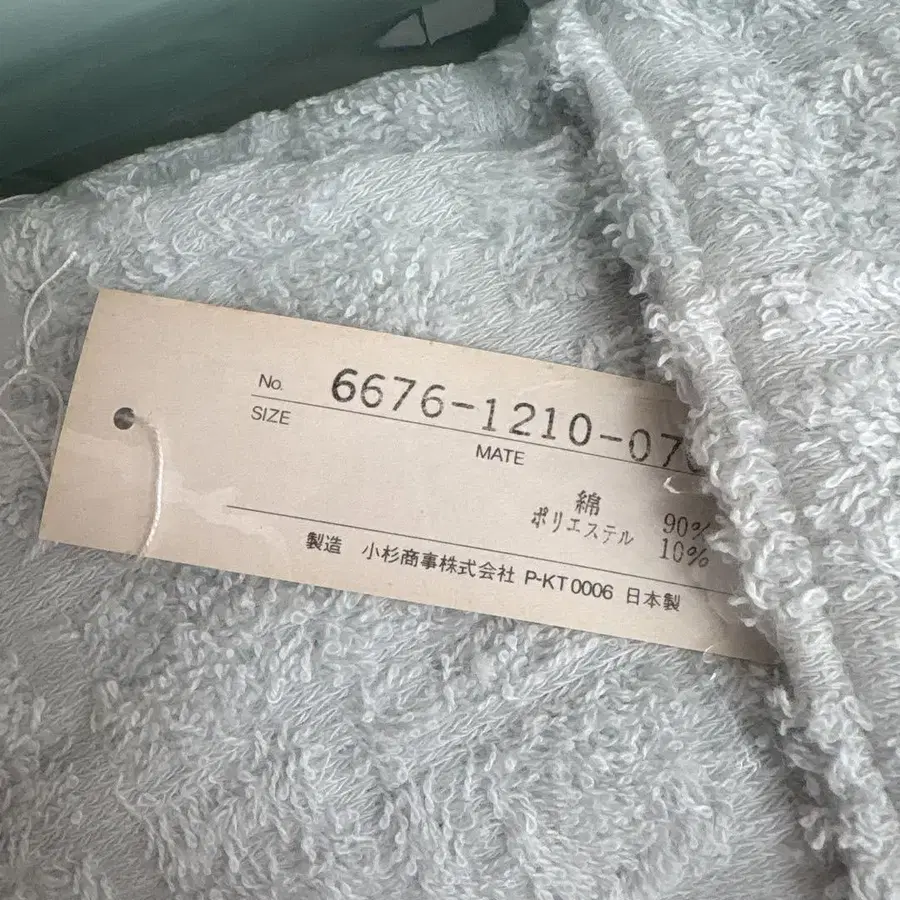 No. 6676-1210-07
SIZE
MATE
綿 90%
ポリエステル 10%
製造 小杉商事株式会社 P-KT0006 日本製